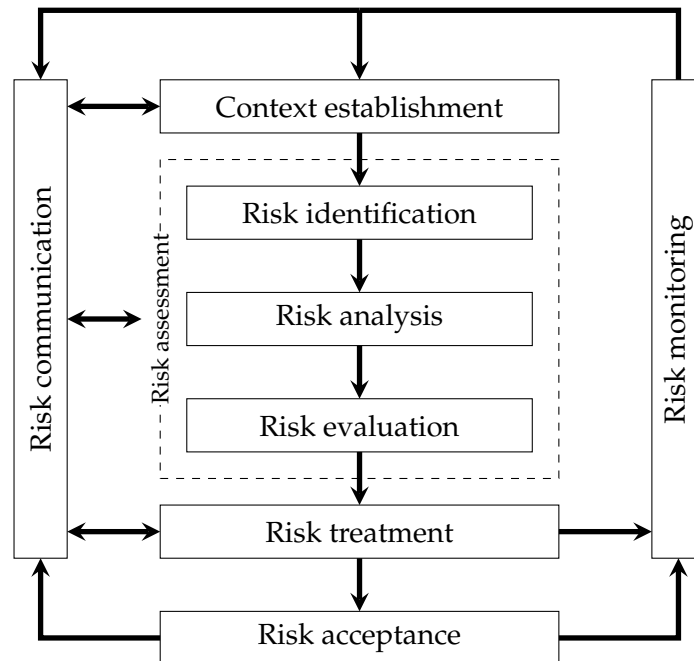 Context establishment
Risk identification
Risk analysis
Risk evaluation
Risk treatment
Risk acceptance
Risk communication
Risk assessment
Risk monitoring